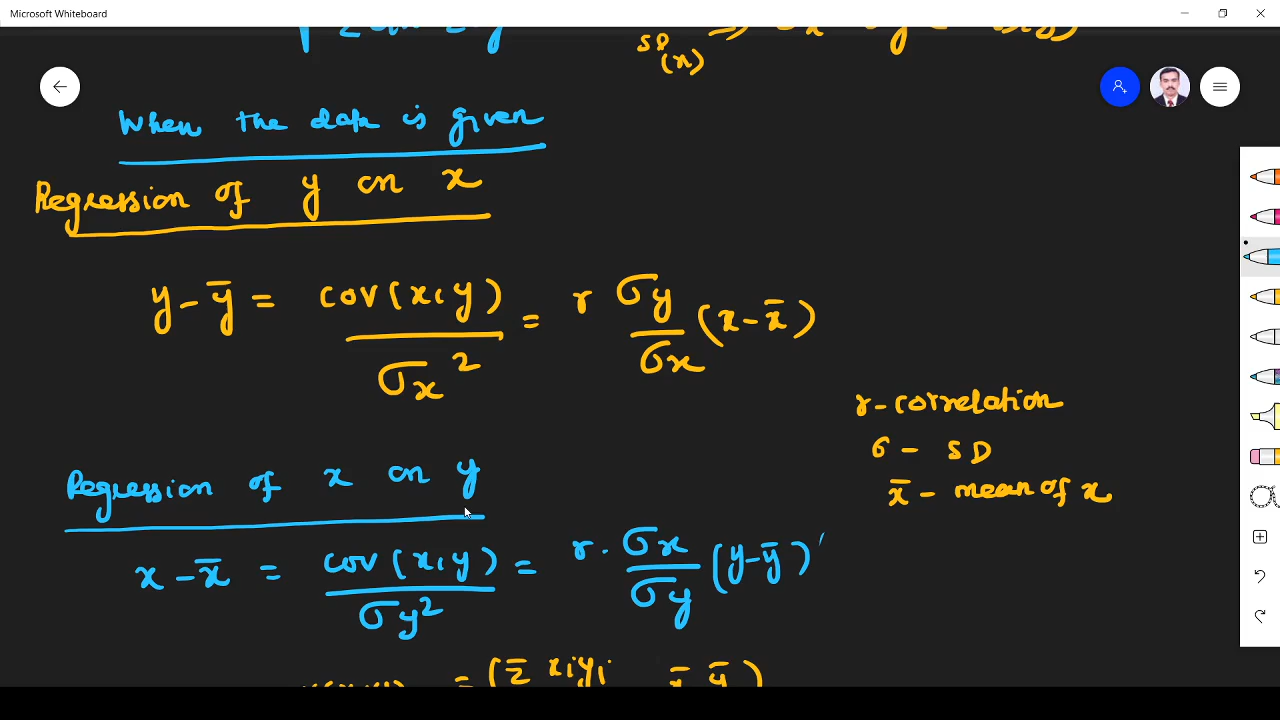 Microsoft Whiteboard
When the data is given
Regression of y on x
y - ȳ = cov(x,y) / σx² = r σy / σx (x - x̄)
r - correlation
σ - SD
x̄ - mean of x
Regression of x on y
x - x̄ = cov(x,y) / σy² = r · σx / σy (y - ȳ)